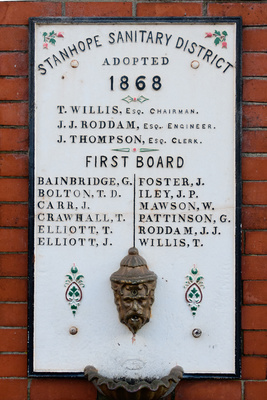 STANHOPE SANITARY DISTRICT
ADOPTED
1868
T. WILLIS, ESQ. CHAIRMAN.
J. J. RODDAM, ESQ. ENGINEER.
J. THOMPSON, ESQ. CLERK.
FIRST BOARD
BAINBRIDGE, G. FOSTER, J.
BOLTON, T. D. ILEY, J. P.
CARR, J. MAWSON, W.
CRAWHALL, T. PATTINSON, G.
ELLIOTT, T. RODDAM, J. J.
ELLIOTT, J. WILLIS, T.